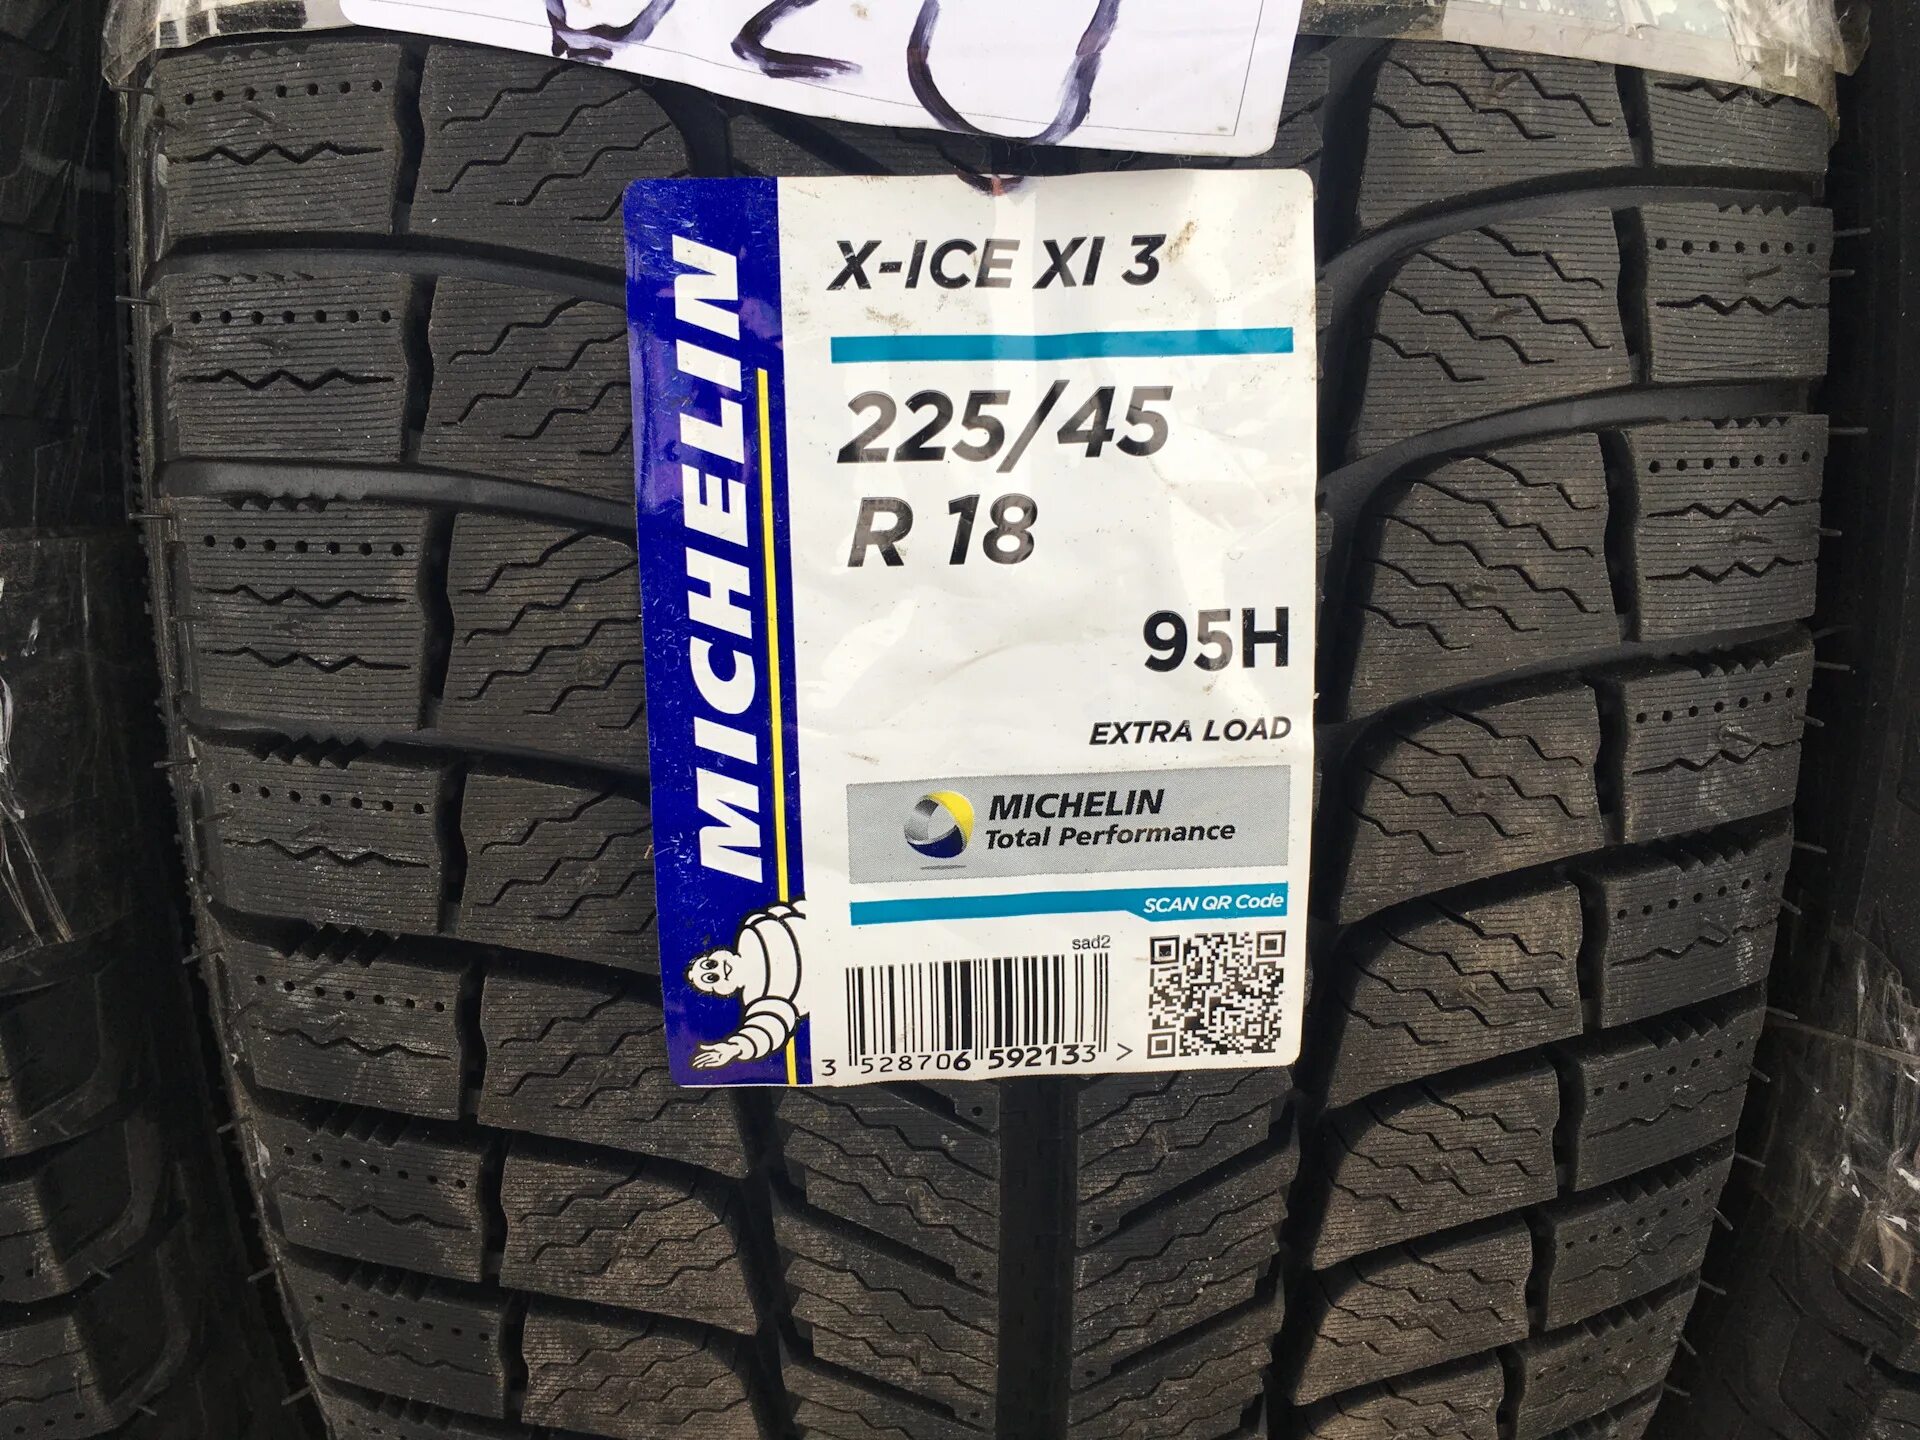 X-ICE XI 3
225/45
R 18
95H
EXTRA LOAD
MICHELIN
MICHELIN
Total Performance
SCAN QR Code
sad2
3 528706 592133 >